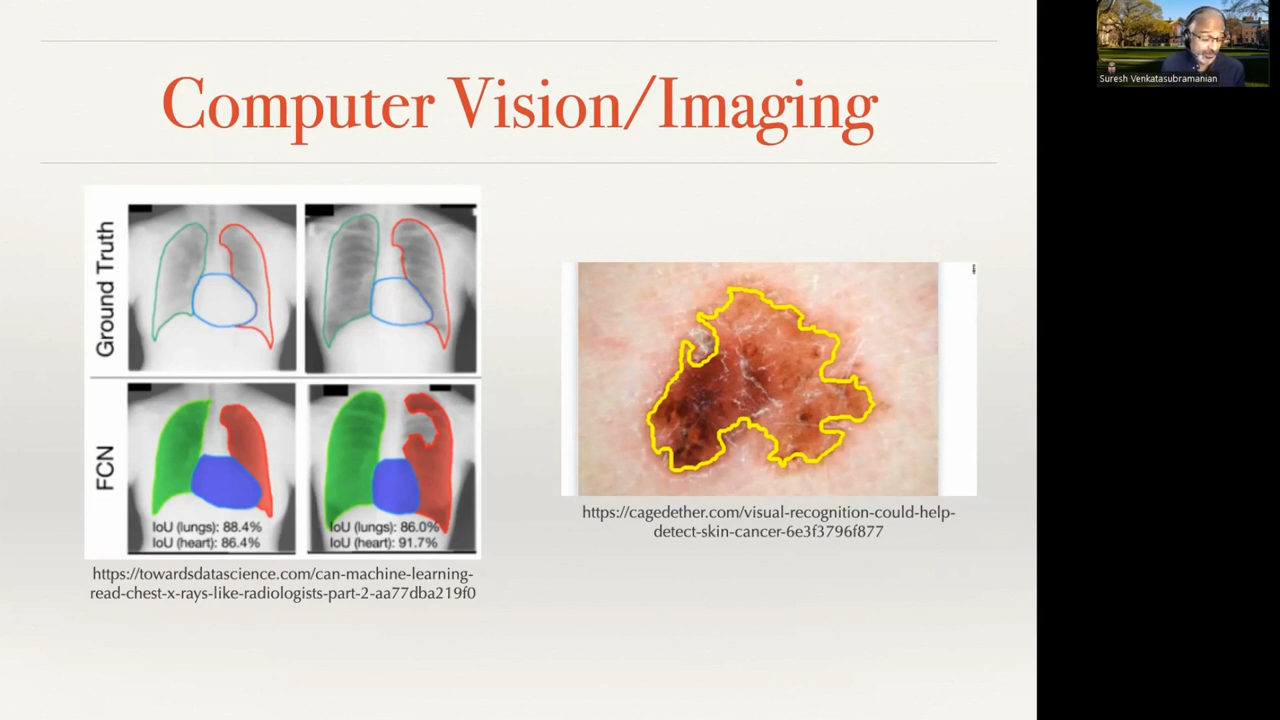 Computer Vision/Imaging
Suresh Venkatasubramanian
Ground Truth
FCN
IoU (lungs): 88.4%
IoU (heart): 86.4%
IoU (lungs): 86.0%
IoU (heart): 91.7%
https://towardsdatascience.com/can-machine-learning-
read-chest-x-rays-like-radiologists-part-2-aa77dba219f0
https://cagedether.com/visual-recognition-could-help-
detect-skin-cancer-6e3f3796f877